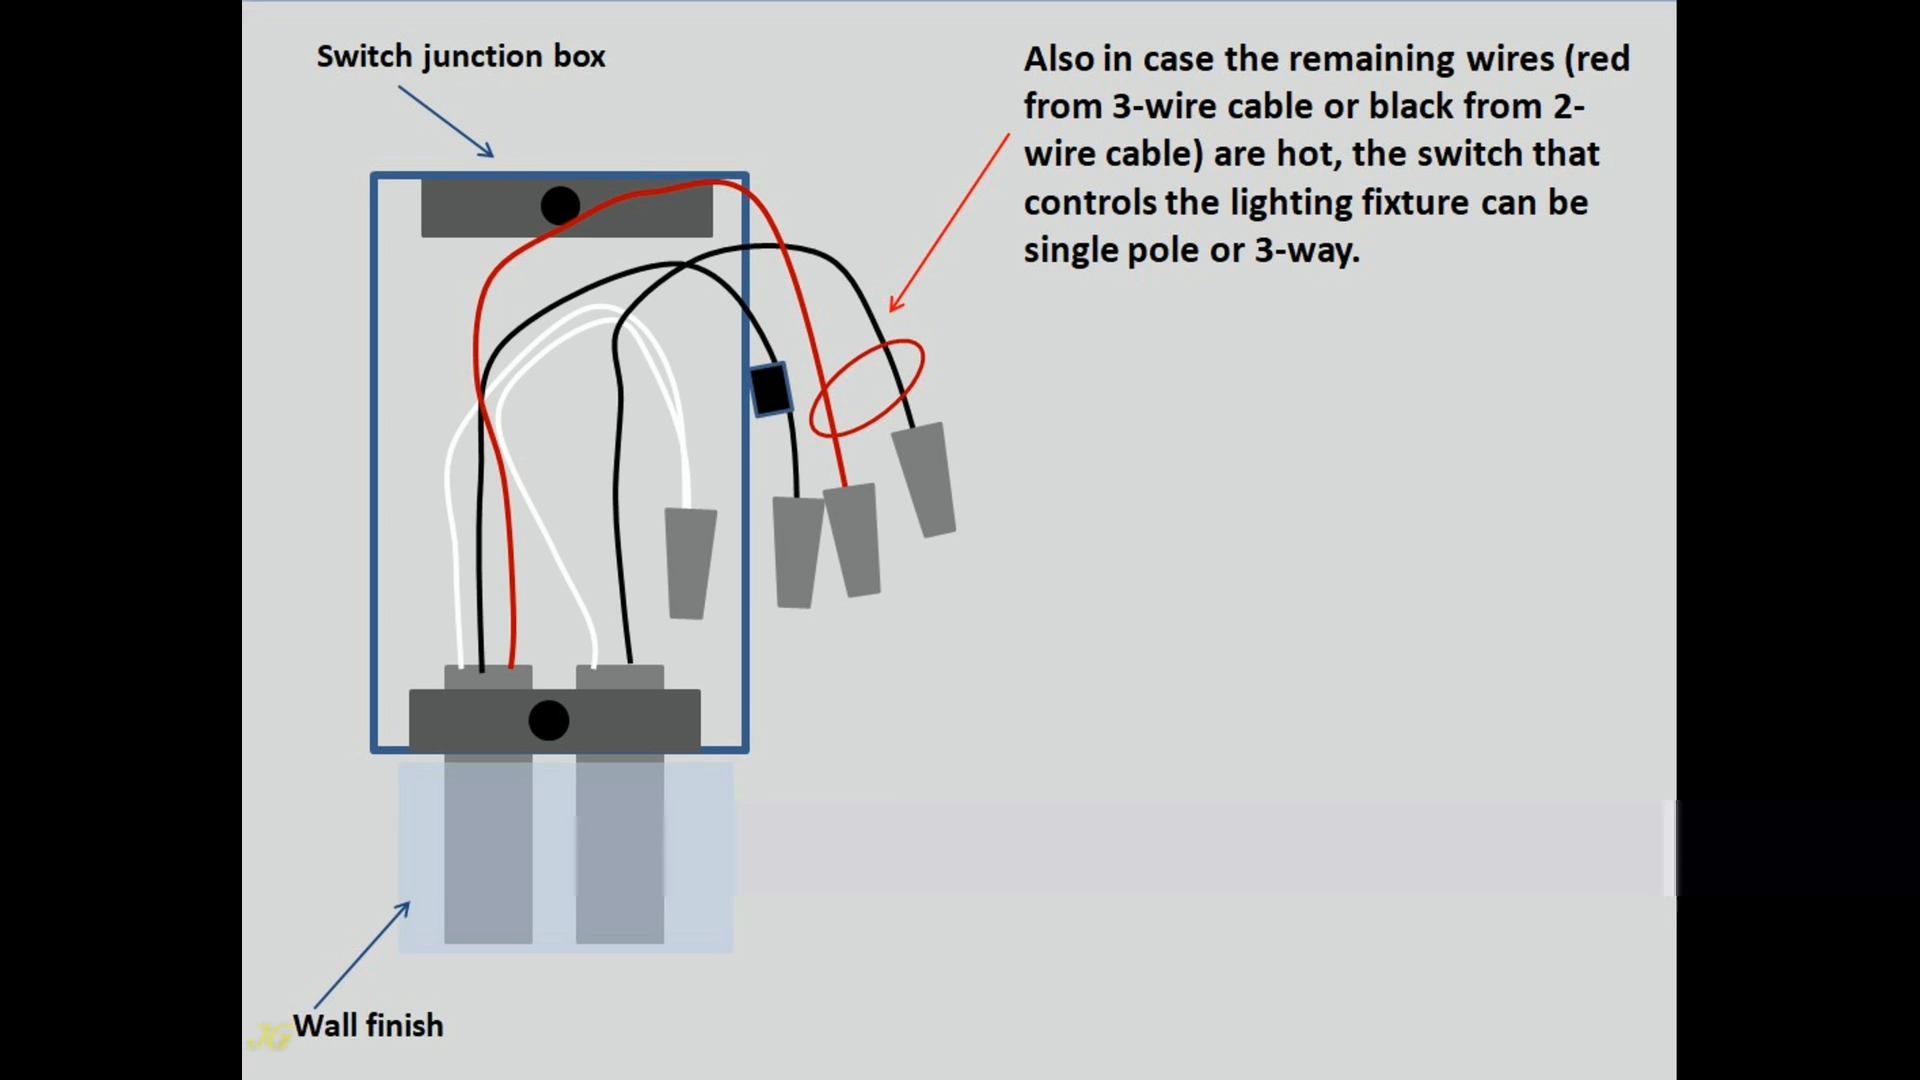 Switch junction box
Also in case the remaining wires (red
from 3-wire cable or black from 2-
wire cable) are hot, the switch that
controls the lighting fixture can be
single pole or 3-way.
JG
Wall finish